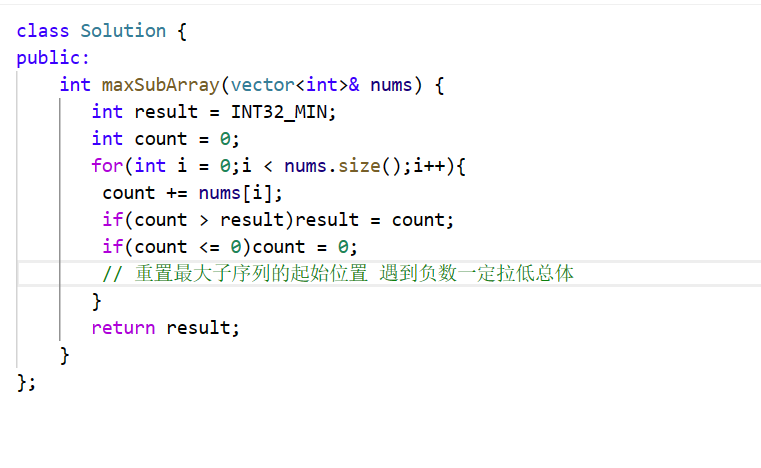 class Solution {
public:
    int maxSubArray(vector<int>& nums) {
       int result = INT32_MIN;
       int count = 0;
       for(int i = 0;i < nums.size();i++){
        count += nums[i];
        if(count > result)result = count;
        if(count <= 0)count = 0;
        // 重置最大子序列的起始位置 遇到负数一定拉低总体
       }
       return result;
    }
};